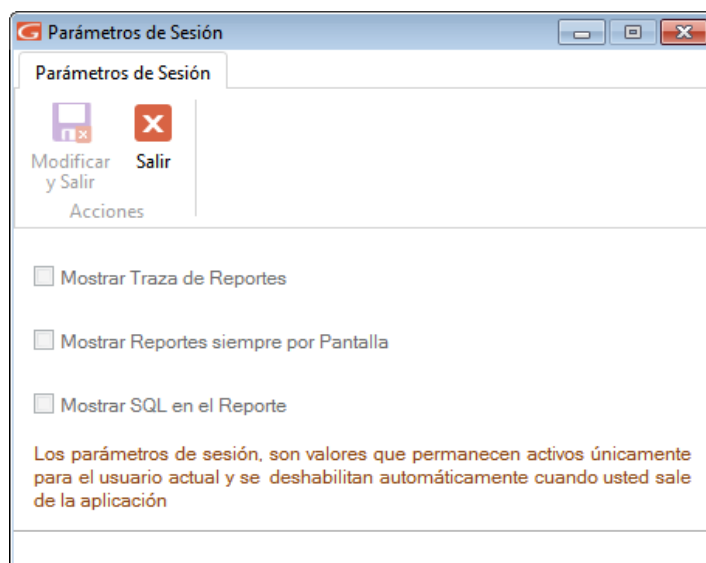 Parámetros de Sesión
Parámetros de Sesión
Modificar
y Salir
Salir
Acciones
Mostrar Traza de Reportes
Mostrar Reportes siempre por Pantalla
Mostrar SQL en el Reporte
Los parámetros de sesión, son valores que permanecen activos únicamente
para el usuario actual y se deshabilitan automáticamente cuando usted sale
de la aplicación